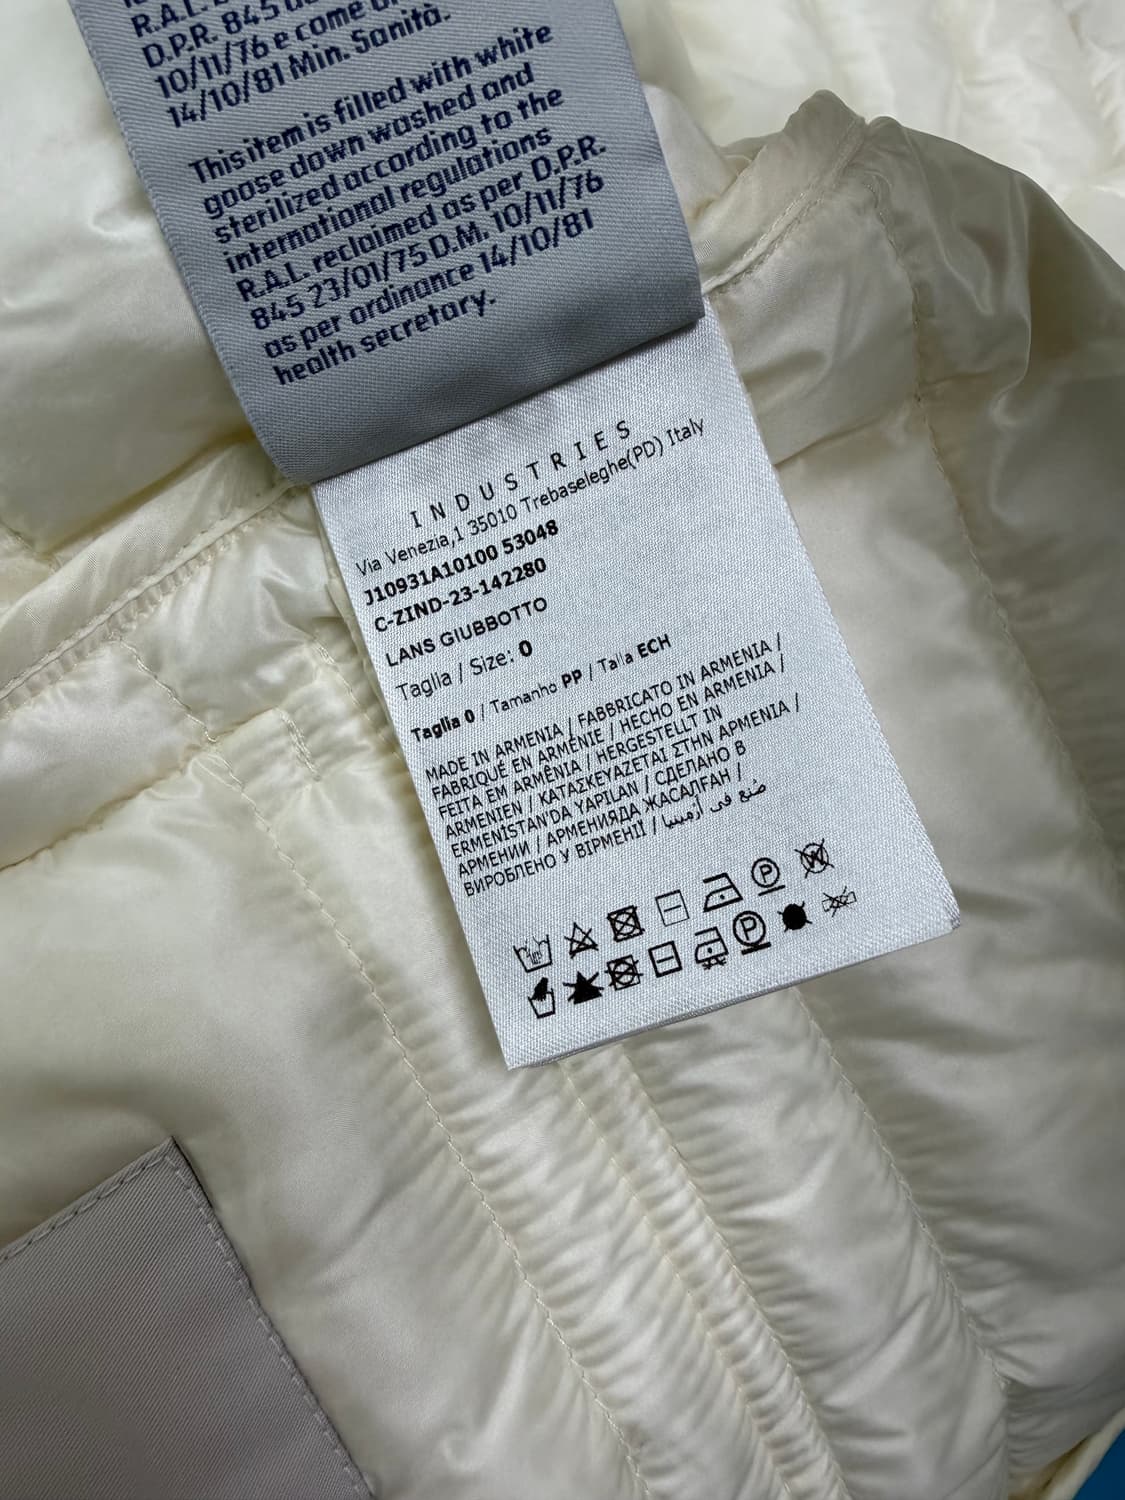 R.A.L.
D.P.R. 845
10/11/76 e come
14/10/81 Min. Sanità.
This item is filled with white
goose down washed and
sterilized according to the
international regulations
R.A.L. reclaimed as per D.P.R.
845 23/01/75 D.M. 10/11/76
as per ordinance 14/10/81
health secretary.
INDUSTRIES
Via Venezia,1 35010 Trebaseleghe(PD) Italy
J10931A10100 53048
C-ZIND-23-142280
LANS GIUBBOTTO
Taglia / Size: 0
Taglia 0 / Tamanho PP / Talla ECH
MADE IN ARMENIA / FABBRICATO IN ARMENIA /
FABRIQUÉ EN ARMÉNIE / HECHO EN ARMENIA /
FEITA EM ARMÊNIA / HERGESTELLT IN
ARMENIEN / ΚΑΤΑΣΚΕΥΑΖΕΤΑΙ ΣΤΗΝ ΑΡΜΕΝΙΑ /
ERMENİSTAN'DA YAPILAN / СДЕЛАНО В
АРМЕНИИ / АРМЕНИЯДА ЖАСАЛҒАН /
ВИРОБЛЕНО У ВІРМЕНІЇ / صُنع في أرمينيا